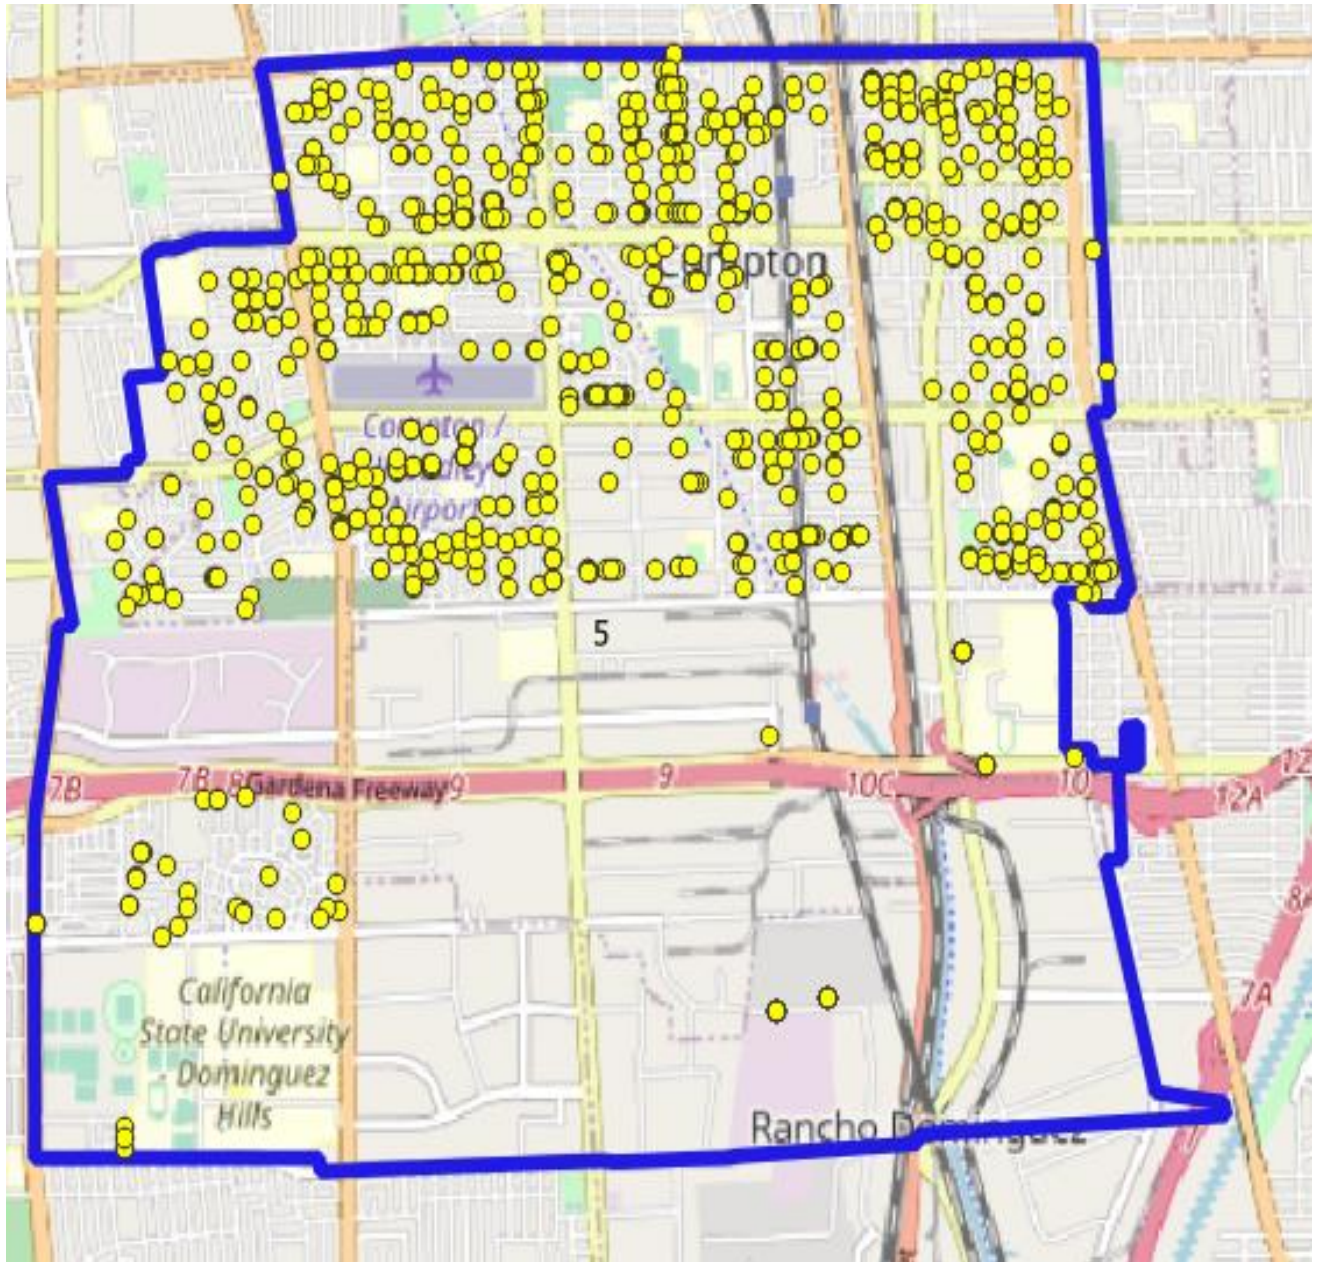 Compton
Compton /
Woodley
Airport
5
7B
7B
8
Gardena Freeway
9
9
10C
10
12A
12
8A
7A
California
State University
Dominguez
Hills
Rancho Dominguez